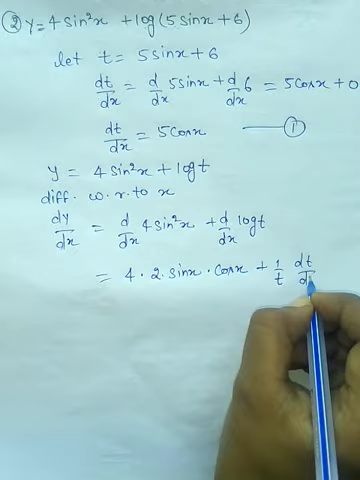 ② y = 4 sin²x + log(5 sinx + 6)
let t = 5 sinx + 6
dt/dx = d/dx 5 sinx + d/dx 6 = 5 cosx + 0
dt/dx = 5 cosx —— ①
y = 4 sin²x + log t
diff. w. r. to x
dy/dx = d/dx 4 sin²x + d/dx log t
= 4 · 2 · sinx · cosx + 1/t dt/d